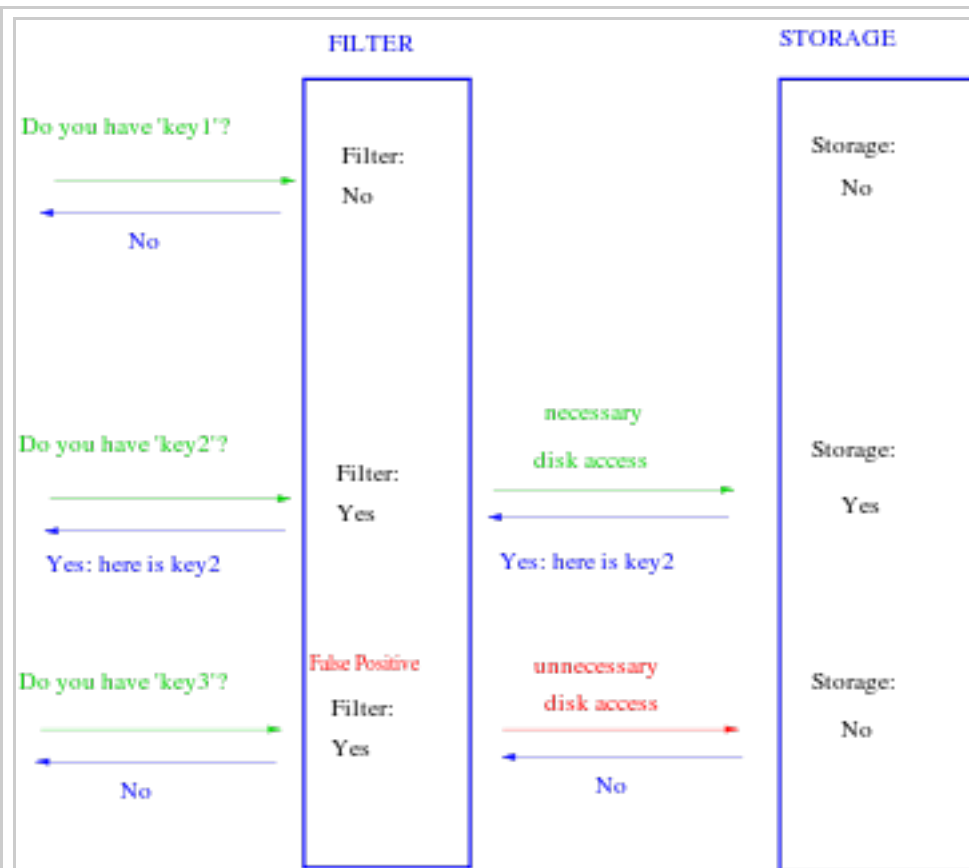 FILTER
STORAGE
Do you have 'key1'?
Filter:
No
Storage:
No
No
Do you have 'key2'?
Filter:
Yes
necessary
disk access
Storage:
Yes
Yes: here is key2
Yes: here is key2
Do you have 'key3'?
False Positive
Filter:
Yes
unnecessary
disk access
Storage:
No
No
No